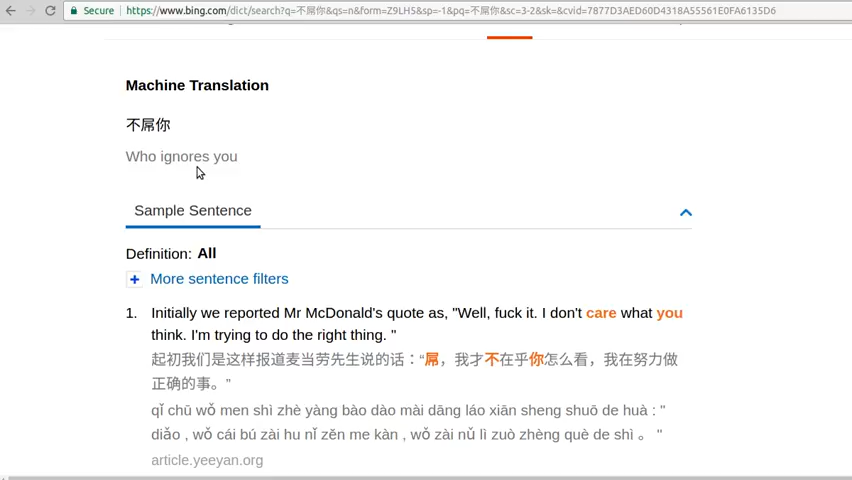 Secure https://www.bing.com/dict/search?q=不屌你&qs=n&form=Z9LH5&sp=-1&pq=不屌你&sc=3-2&sk=&cvid=7877D3AED60D4318A55561E0FA6135D6
Machine Translation
不屌你
Who ignores you
Sample Sentence
Definition: All
+ More sentence filters
1. Initially we reported Mr McDonald's quote as, "Well, fuck it. I don't care what you
think. I'm trying to do the right thing. "
起初我们是这样报道麦当劳先生说的话：“屌，我才不在乎你怎么看，我在努力做
正确的事。”
qǐ chū wǒ men shì zhè yàng bào dào mài dāng láo xiān sheng shuō de huà : "
diǎo , wǒ cái bú zài hu nǐ zěn me kàn , wǒ zài nǔ lì zuò zhèng què de shì 。 "
article.yeeyan.org